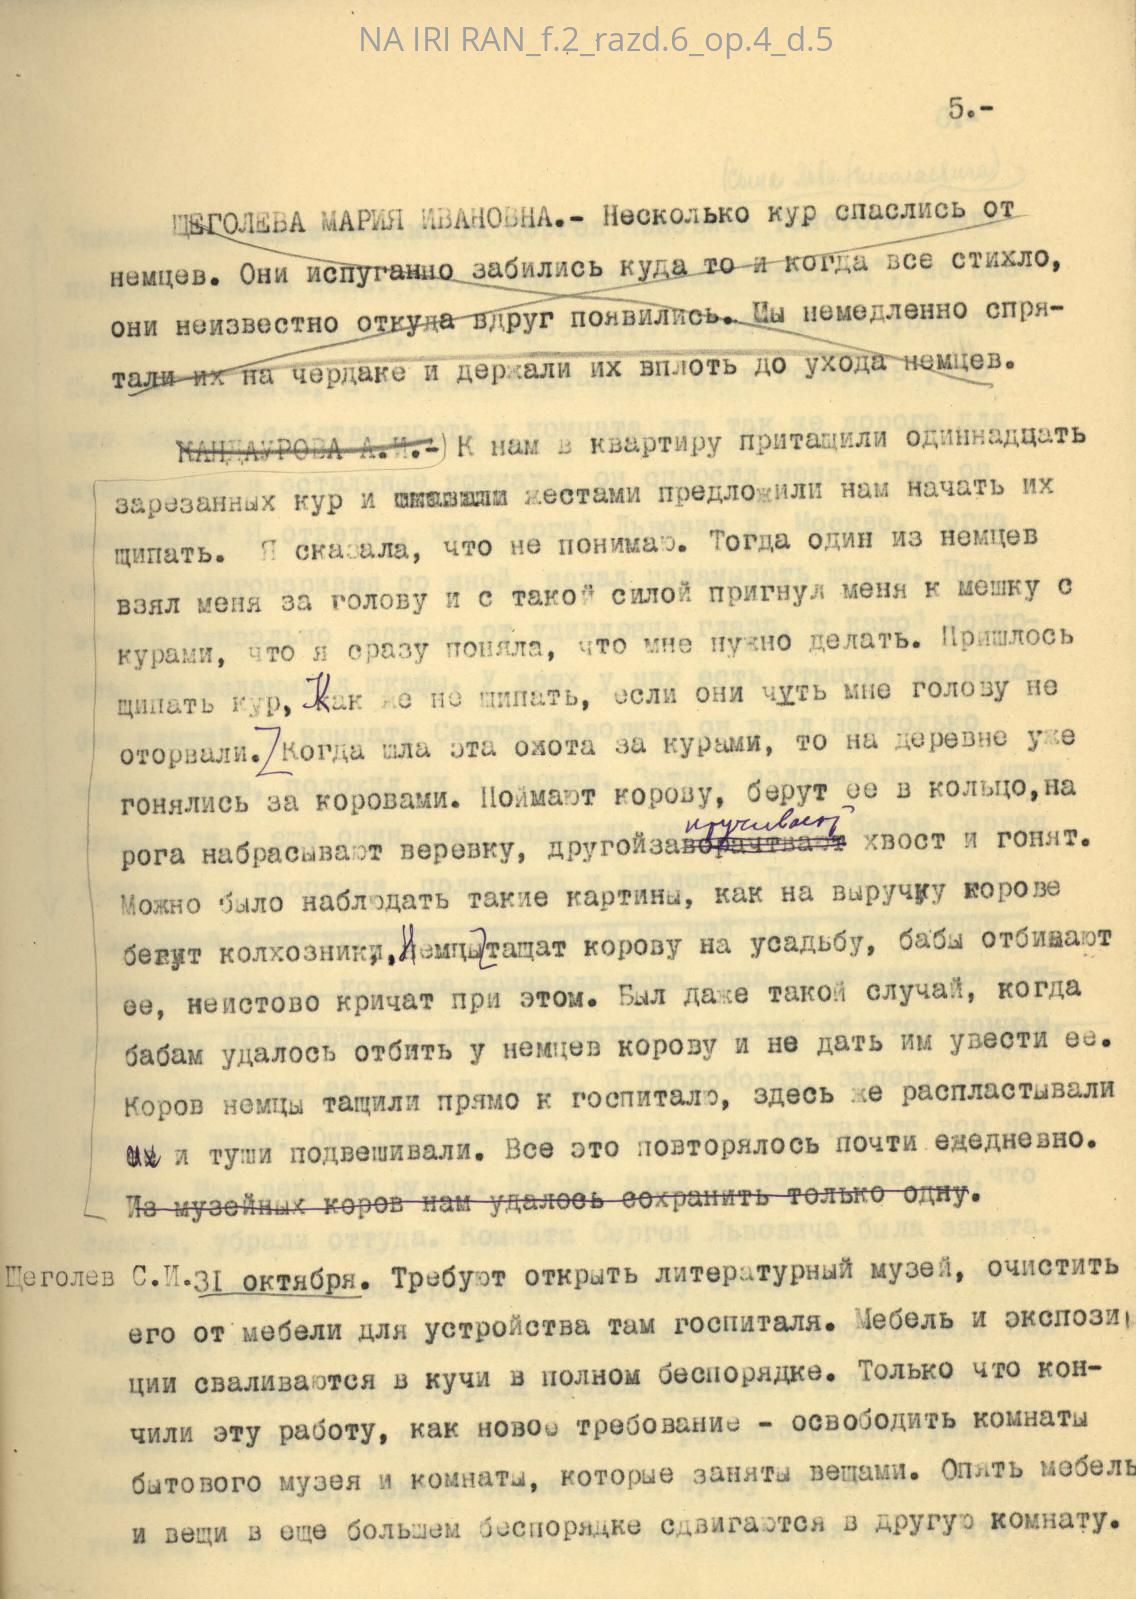 NA IRI RAN_f.2_razd.6_op.4_d.5
5.-
ЩЕГОЛЕВА МАРИЯ ИВАНОВНА.- Несколько кур спаслись от
немцев. Они испуганно забились куда то и когда все стихло,
они неизвестно откуда вдруг появились. Мы немедленно спря-
тали их на чердаке и держали их вплоть до ухода немцев.
МАНДАУРОВА А.И.- К нам в квартиру притащили одиннадцать
зарезанных кур и жестами предложили нам начать их
щипать. Я сказала, что не понимаю. Тогда один из немцев
взял меня за голову и с такой силой пригнул меня к мешку с
курами, что я сразу поняла, что мне нужно делать. Пришлось
щипать кур, Как же не щипать, если они чуть мне голову не
оторвали. Когда шла эта охота за курами, то на деревне уже
гонялись за коровами. Поймают корову, берут ее в кольцо,на
накручивают
рога набрасывают веревку, другойзаворачивают хвост и гонят.
Можно было наблюдать такие картины, как на выручку корове
бегут колхозники, Немцы тащат корову на усадьбу, бабы отбивают
ее, неистово кричат при этом. Был даже такой случай, когда
бабам удалось отбить у немцев корову и не дать им увести ее.
Коров немцы тащили прямо к госпиталю, здесь же распластывали
их и туши подвешивали. Все это повторялось почти ежедневно.
Из музейных коров нам удалось сохранить только одну.
Щеголев С.И.31 октября. Требуют открыть литературный музей, очистить
его от мебели для устройства там госпиталя. Мебель и экспози
ции сваливаются в кучи в полном беспорядке. Только что кон-
чили эту работу, как новое требование - освободить комнаты
бытового музея и комнаты, которые заняты вещами. Опять мебель
и вещи в еще большем беспорядке сдвигаются в другую комнату.